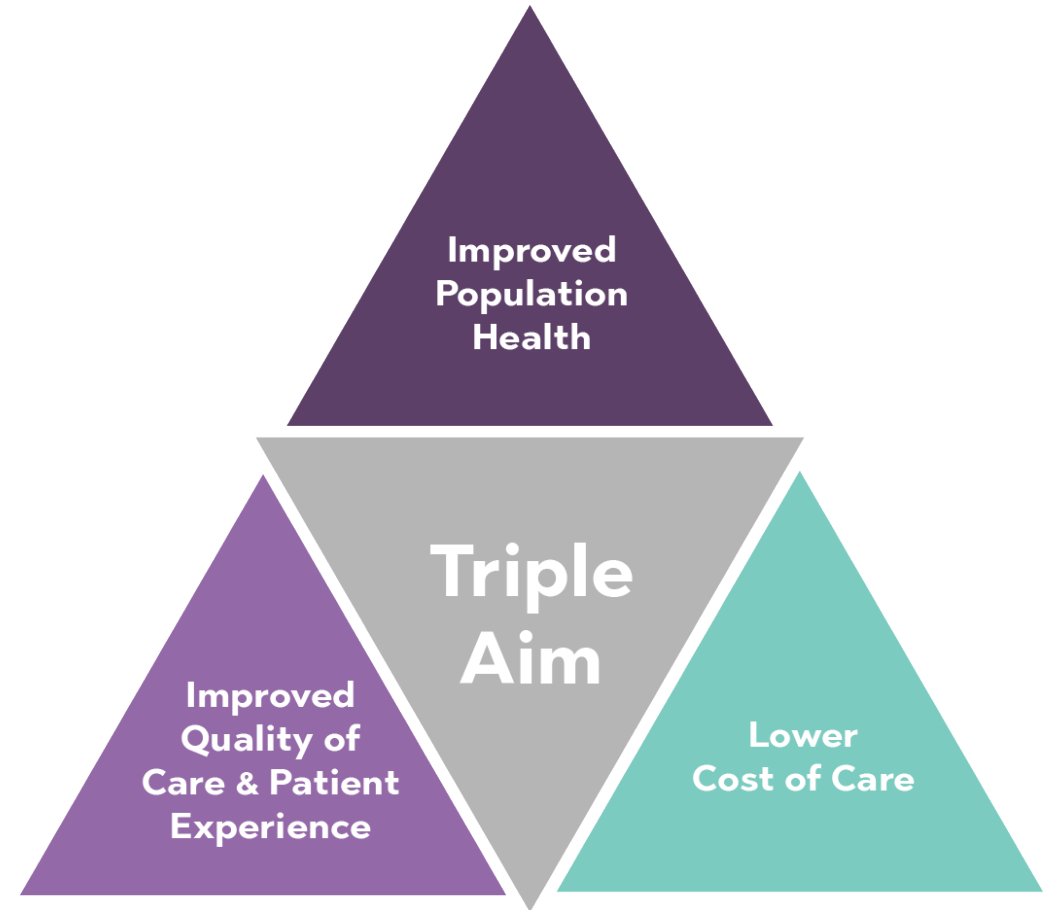 Improved
Population
Health
Triple
Aim
Improved
Quality of
Care & Patient
Experience
Lower
Cost of Care